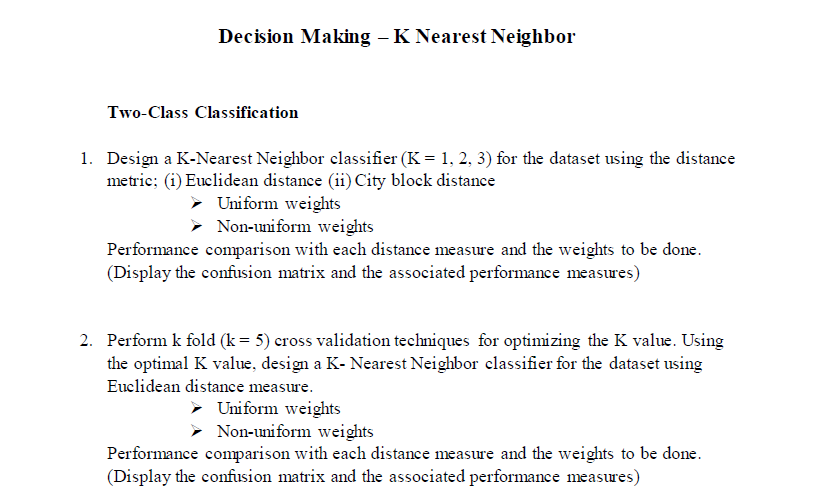 Decision Making – K Nearest Neighbor
Two-Class Classification
1. Design a K-Nearest Neighbor classifier (K = 1, 2, 3) for the dataset using the distance
metric; (i) Euclidean distance (ii) City block distance
➢ Uniform weights
➢ Non-uniform weights
Performance comparison with each distance measure and the weights to be done.
(Display the confusion matrix and the associated performance measures)
2. Perform k fold (k = 5) cross validation techniques for optimizing the K value. Using
the optimal K value, design a K- Nearest Neighbor classifier for the dataset using
Euclidean distance measure.
➢ Uniform weights
➢ Non-uniform weights
Performance comparison with each distance measure and the weights to be done.
(Display the confusion matrix and the associated performance measures)